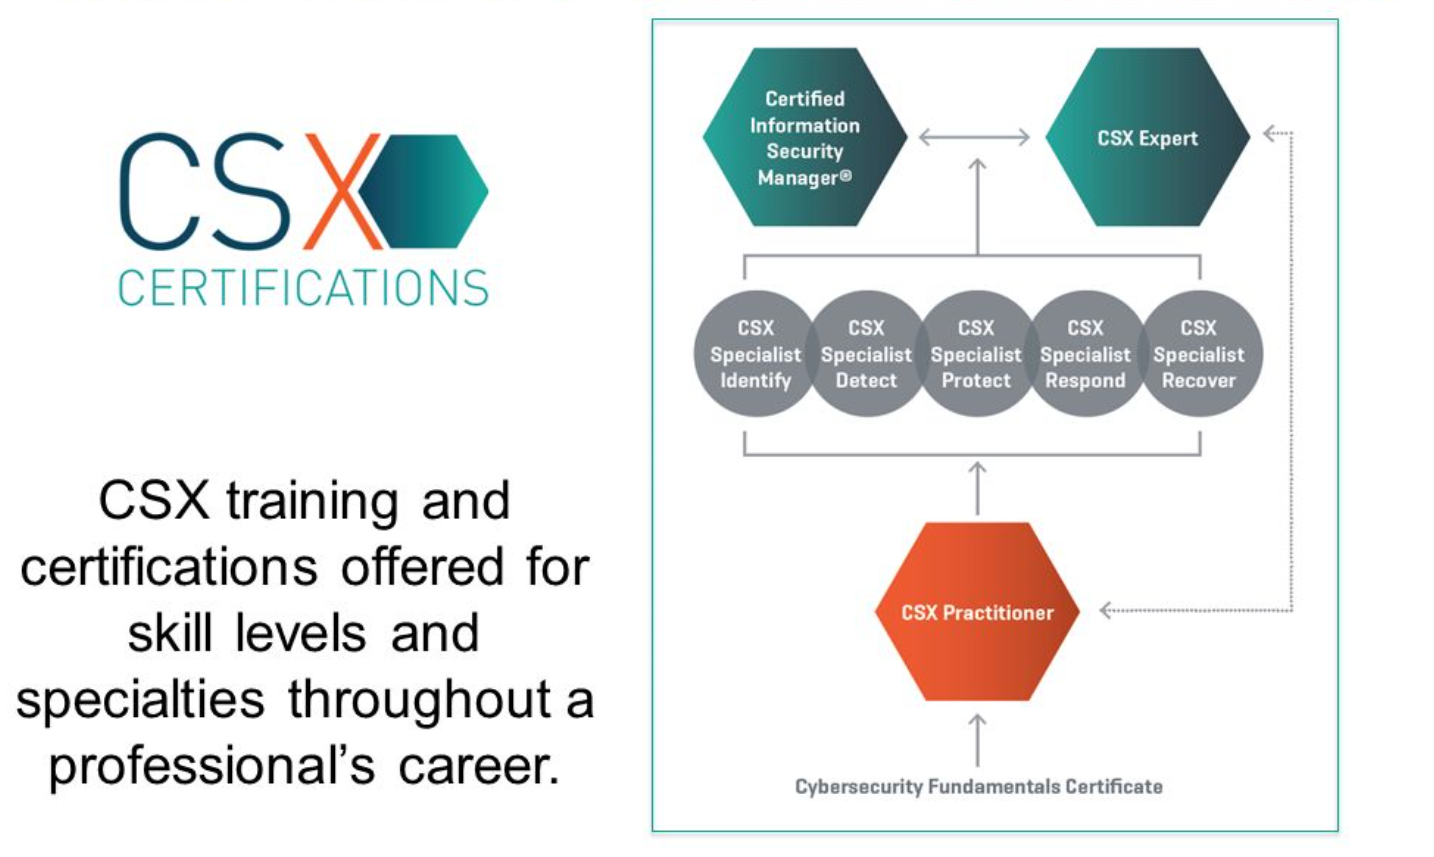 CSX
CERTIFICATIONS
CSX training and
certifications offered for
skill levels and
specialties throughout a
professional’s career.
Certified
Information
Security
Manager®
CSX Expert
CSX
Specialist
Identify
CSX
Specialist
Detect
CSX
Specialist
Protect
CSX
Specialist
Respond
CSX
Specialist
Recover
CSX Practitioner
Cybersecurity Fundamentals Certificate